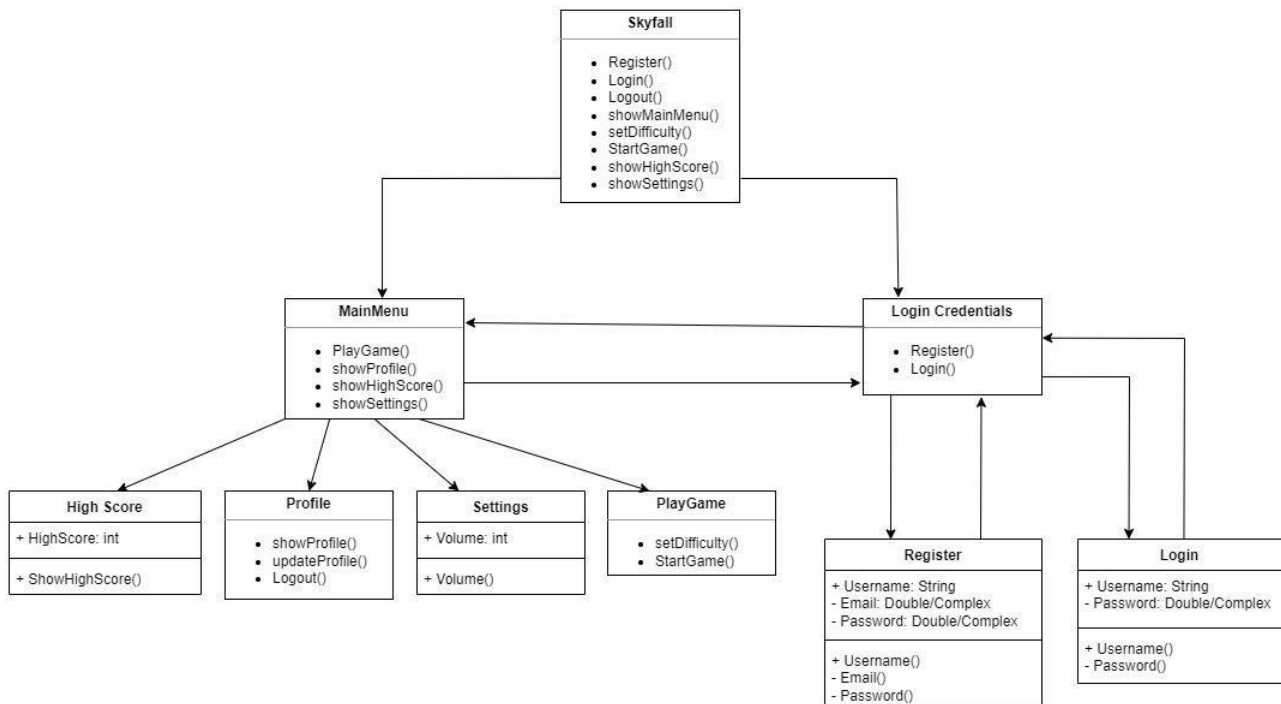 Skyfall
Register()
Login()
Logout()
showMainMenu()
setDifficulty()
StartGame()
showHighScore()
showSettings()
MainMenu
PlayGame()
showProfile()
showHighScore()
showSettings()
Login Credentials
Register()
Login()
High Score
+ HighScore: int
+ ShowHighScore()
Profile
showProfile()
updateProfile()
Logout()
Settings
+ Volume: int
+ Volume()
PlayGame
setDifficulty()
StartGame()
Register
+ Username: String
- Email: Double/Complex
- Password: Double/Complex
+ Username()
- Email()
- Password()
Login
+ Username: String
- Password: Double/Complex
+ Username()
- Password()